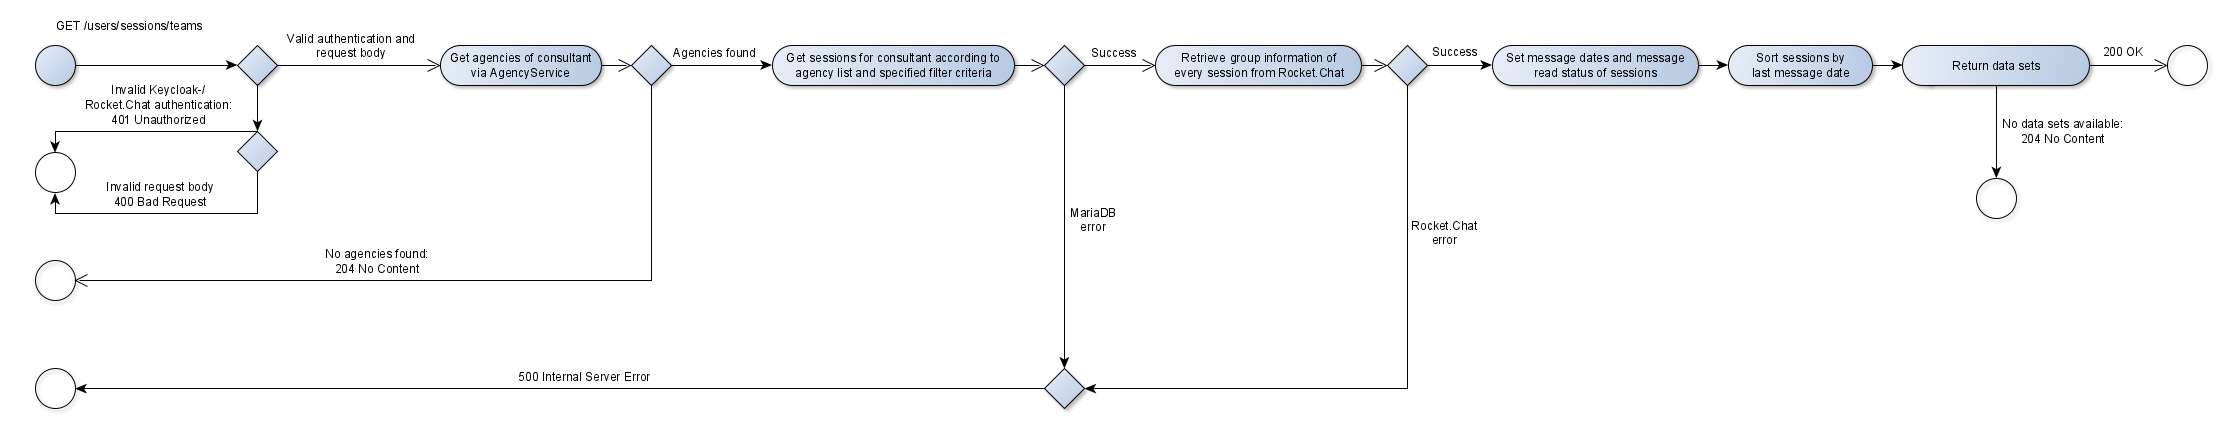 GET /users/sessions/teams
Valid authentication and
request body
Get agencies of consultant
via AgencyService
Agencies found
Get sessions for consultant according to
agency list and specified filter criteria
Success
Retrieve group information of
every session from Rocket.Chat
Success
Set message dates and message
read status of sessions
Sort sessions by
last message date
Return data sets
200 OK
Invalid Keycloak-/
Rocket.Chat authentication:
401 Unauthorized
Invalid request body
400 Bad Request
No data sets available:
204 No Content
MariaDB
error
Rocket.Chat
error
No agencies found:
204 No Content
500 Internal Server Error